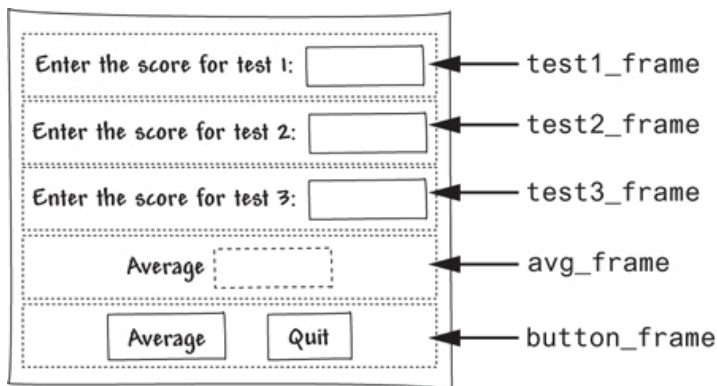 Enter the score for test 1: test1_frame
Enter the score for test 2: test2_frame
Enter the score for test 3: test3_frame
Average avg_frame
Average Quit button_frame